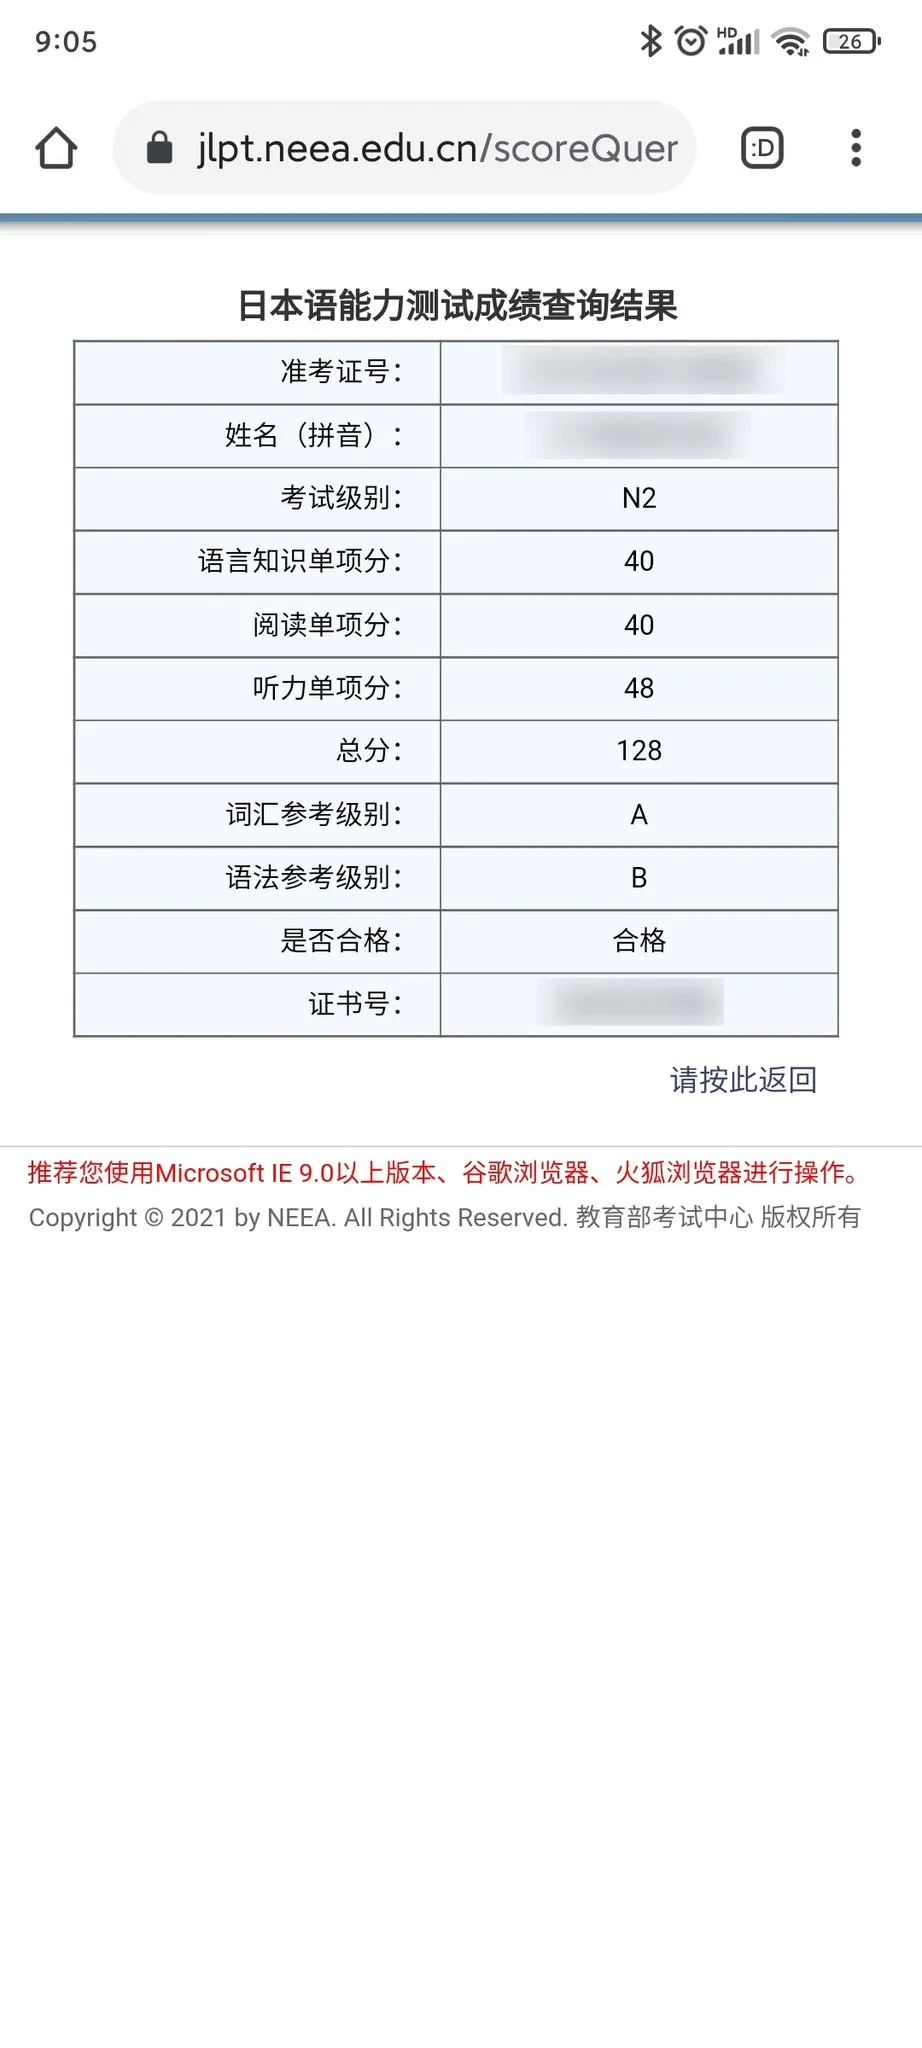 9:05
HD
26
jlpt.neea.edu.cn/scoreQuer
:D
日本语能力测试成绩查询结果
准考证号：
姓名（拼音）：
考试级别： N2
语言知识单项分： 40
阅读单项分： 40
听力单项分： 48
总分： 128
词汇参考级别： A
语法参考级别： B
是否合格： 合格
证书号：
请按此返回
推荐您使用Microsoft IE 9.0以上版本、谷歌浏览器、火狐浏览器进行操作。
Copyright © 2021 by NEEA. All Rights Reserved. 教育部考试中心 版权所有